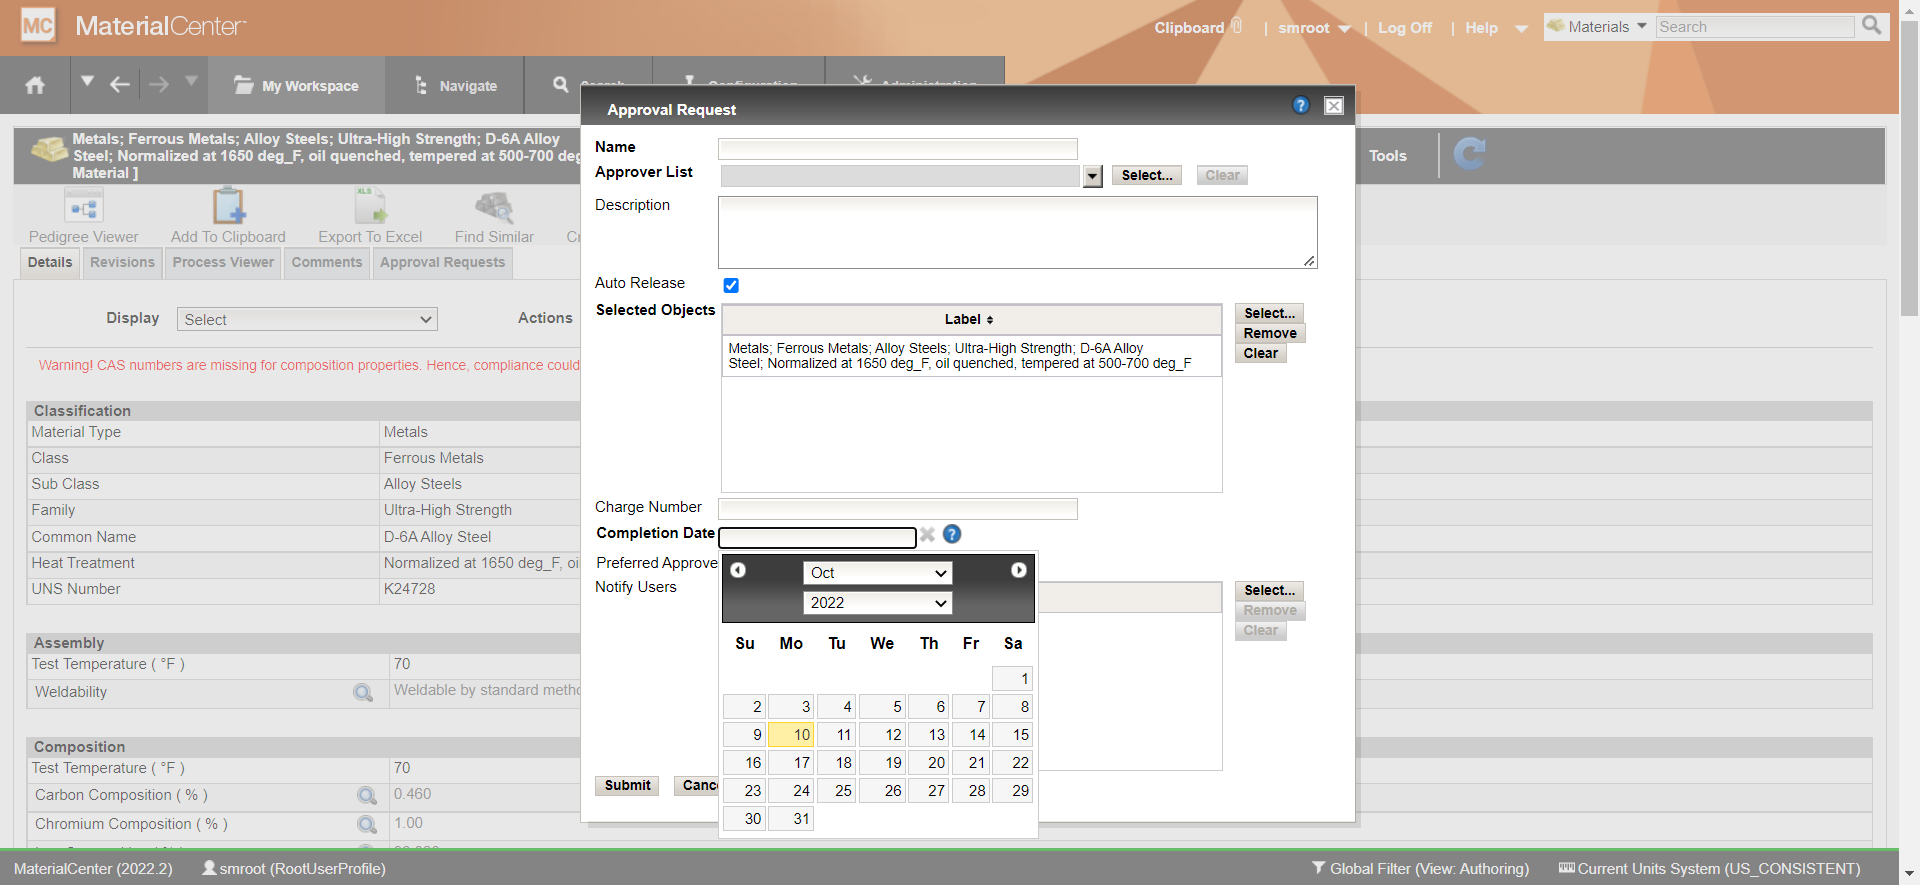 MC MaterialCenter
Clipboard | smroot | Log Off | Help
Materials Search
My Workspace Navigate
Approval Request
Metals; Ferrous Metals; Alloy Steels; Ultra-High Strength; D-6A Alloy
Steel; Normalized at 1650 deg_F, oil quenched, tempered at 500-700 deg
Material ]
Tools
Pedigree Viewer Add To Clipboard Export To Excel Find Similar
Details Revisions Process Viewer Comments Approval Requests
Display Select Actions
Warning! CAS numbers are missing for composition properties. Hence, compliance could
Classification
Material Type Metals
Class Ferrous Metals
Sub Class Alloy Steels
Family Ultra-High Strength
Common Name D-6A Alloy Steel
Heat Treatment Normalized at 1650 deg_F, oi
UNS Number K24728
Assembly
Test Temperature ( °F ) 70
Weldability Weldable by standard metho
Composition
Test Temperature ( °F ) 70
Carbon Composition ( % ) 0.460
Chromium Composition ( % ) 1.00
Name
Approver List Select... Clear
Description
Auto Release
Selected Objects Label
Metals; Ferrous Metals; Alloy Steels; Ultra-High Strength; D-6A Alloy
Steel; Normalized at 1650 deg_F, oil quenched, tempered at 500-700 deg_F
Select...
Remove
Clear
Charge Number
Completion Date
Preferred Approve
Notify Users
Select...
Remove
Clear
Oct
2022
Su Mo Tu We Th Fr Sa
1
2 3 4 5 6 7 8
9 10 11 12 13 14 15
16 17 18 19 20 21 22
23 24 25 26 27 28 29
30 31
Submit Canc
MaterialCenter (2022.2) smroot (RootUserProfile) Global Filter (View: Authoring) Current Units System (US_CONSISTENT)